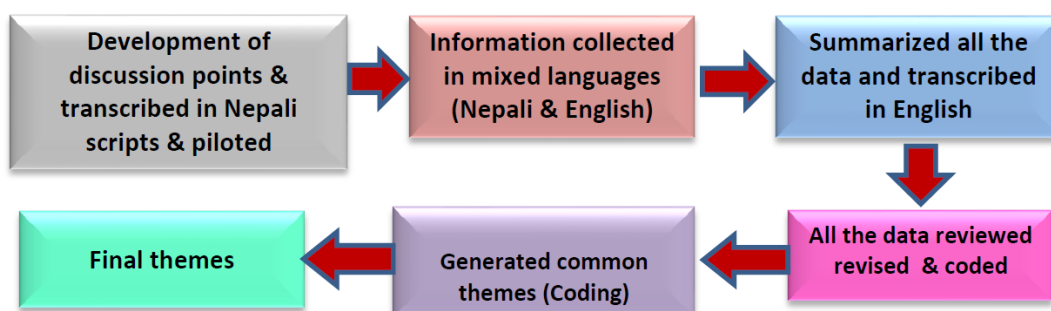 Development of
discussion points &
transcribed in Nepali
scripts & piloted
Information collected
in mixed languages
(Nepali & English)
Summarized all the
data and transcribed
in English
All the data reviewed
revised & coded
Generated common
themes (Coding)
Final themes